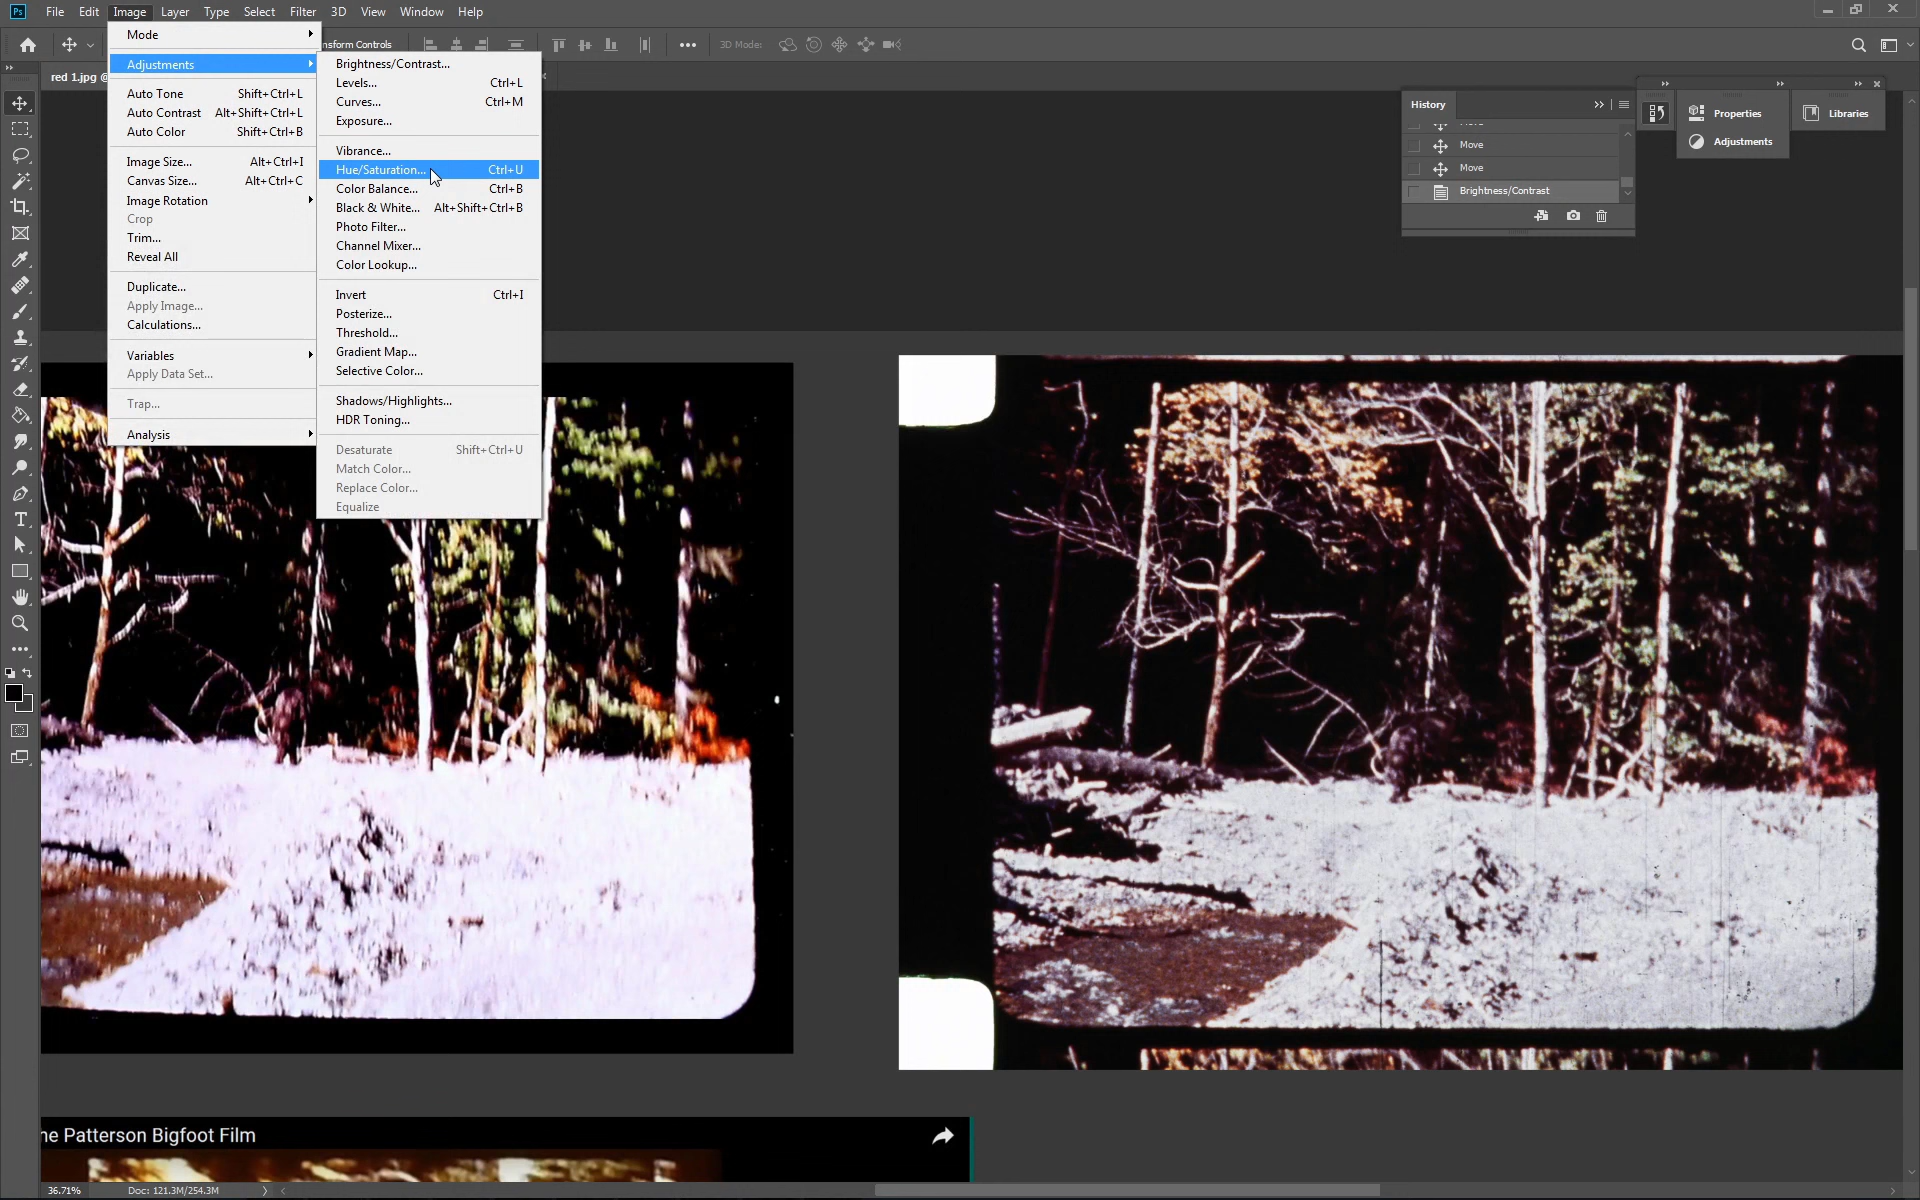 Ps File Edit Image Layer Type Select Filter 3D View Window Help
nsform Controls 3D Mode:
red 1.jpg @
Mode
Adjustments
Auto Tone Shift+Ctrl+L
Auto Contrast Alt+Shift+Ctrl+L
Auto Color Shift+Ctrl+B
Image Size... Alt+Ctrl+I
Canvas Size... Alt+Ctrl+C
Image Rotation
Crop
Trim...
Reveal All
Duplicate...
Apply Image...
Calculations...
Variables
Apply Data Set...
Trap...
Analysis
Brightness/Contrast...
Levels... Ctrl+L
Curves... Ctrl+M
Exposure...
Vibrance...
Hue/Saturation... Ctrl+U
Color Balance... Ctrl+B
Black & White... Alt+Shift+Ctrl+B
Photo Filter...
Channel Mixer...
Color Lookup...
Invert Ctrl+I
Posterize...
Threshold...
Gradient Map...
Selective Color...
Shadows/Highlights...
HDR Toning...
Desaturate Shift+Ctrl+U
Match Color...
Replace Color...
Equalize
History
Move
Move
Brightness/Contrast
Properties
Adjustments
Libraries
he Patterson Bigfoot Film
36.71% Doc: 121.3M/254.3M